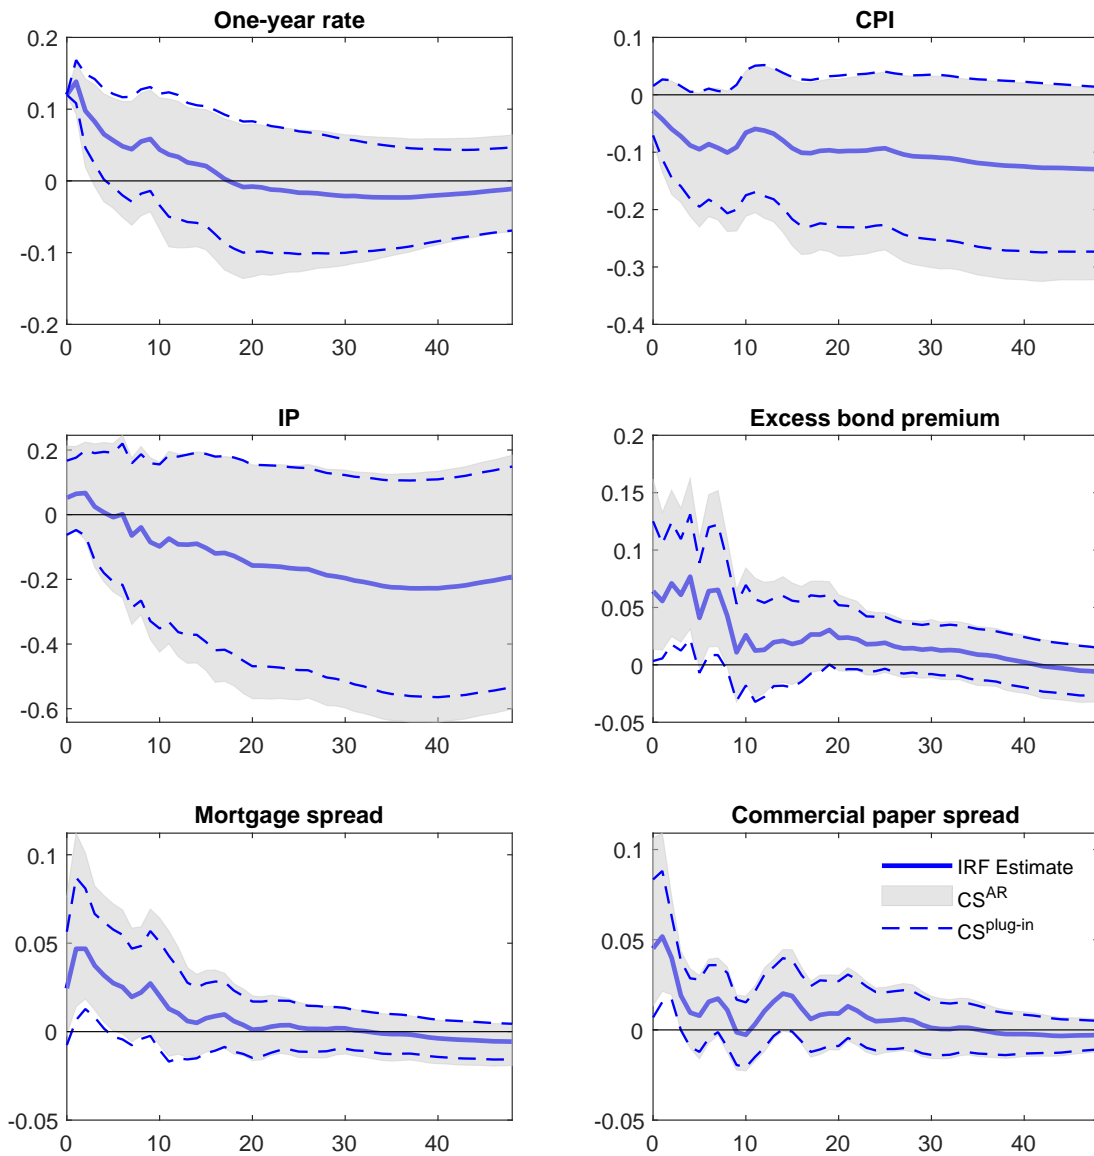 One-year rate
0.2
0.1
0
-0.1
-0.2
0 10 20 30 40
CPI
0.1
0
-0.1
-0.2
-0.3
-0.4
0 10 20 30 40
IP
0.2
0
-0.2
-0.4
-0.6
0 10 20 30 40
Excess bond premium
0.2
0.15
0.1
0.05
0
-0.05
0 10 20 30 40
Mortgage spread
0.1
0.05
0
-0.05
0 10 20 30 40
Commercial paper spread
0.1
0.05
0
-0.05
0 10 20 30 40
IRF Estimate
CS^AR
CS^plug-in